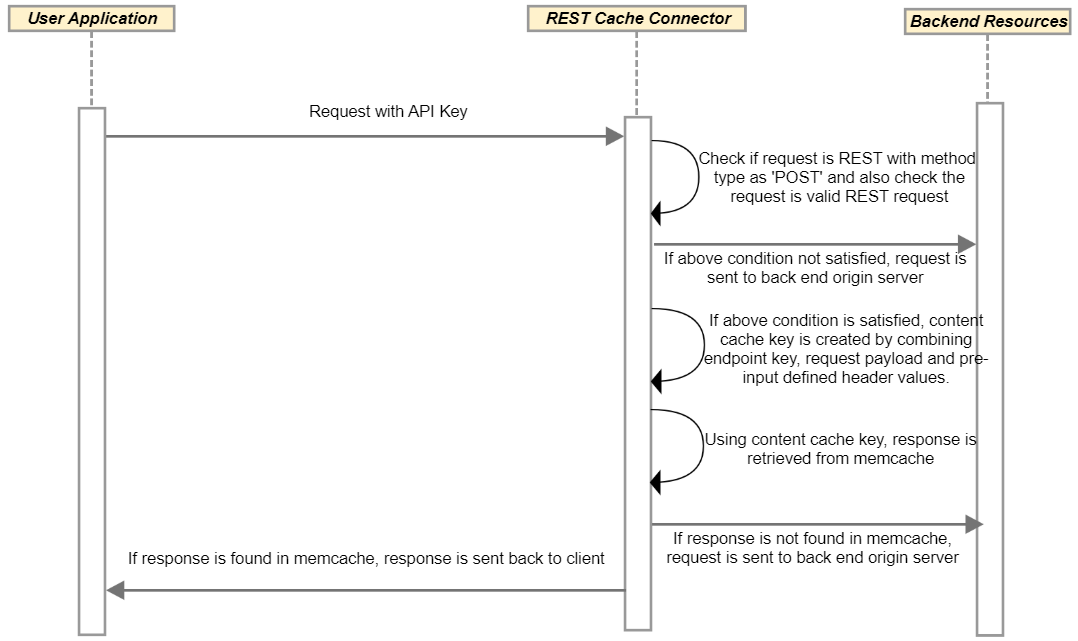 User Application
REST Cache Connector
Backend Resources
Request with API Key
Check if request is REST with method
type as 'POST' and also check the
request is valid REST request
If above condition not satisfied, request is
sent to back end origin server
If above condition is satisfied, content
cache key is created by combining
endpoint key, request payload and pre-
input defined header values.
Using content cache key, response is
retrieved from memcache
If response is not found in memcache,
request is sent to back end origin server
If response is found in memcache, response is sent back to client